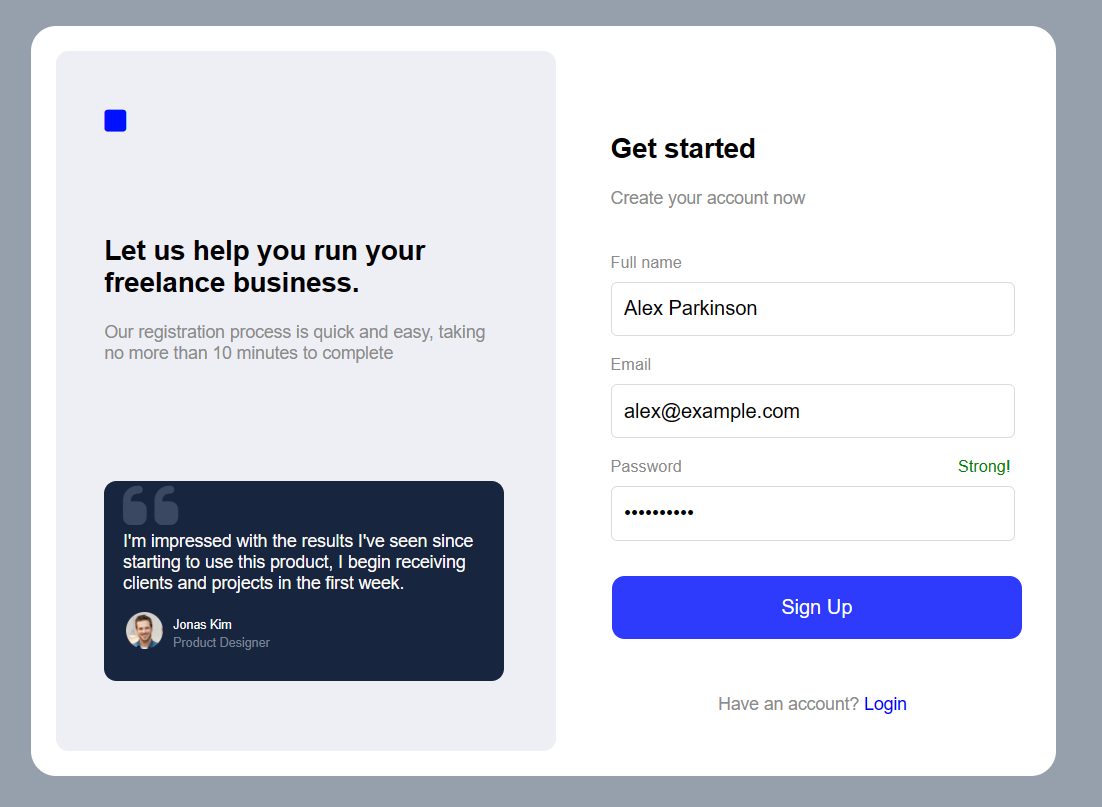 Let us help you run your
freelance business.
Our registration process is quick and easy, taking
no more than 10 minutes to complete
I'm impressed with the results I've seen since
starting to use this product, I begin receiving
clients and projects in the first week.
Jonas Kim
Product Designer
Get started
Create your account now
Full name
Alex Parkinson
Email
alex@example.com
Password Strong!
••••••••••
Sign Up
Have an account? Login